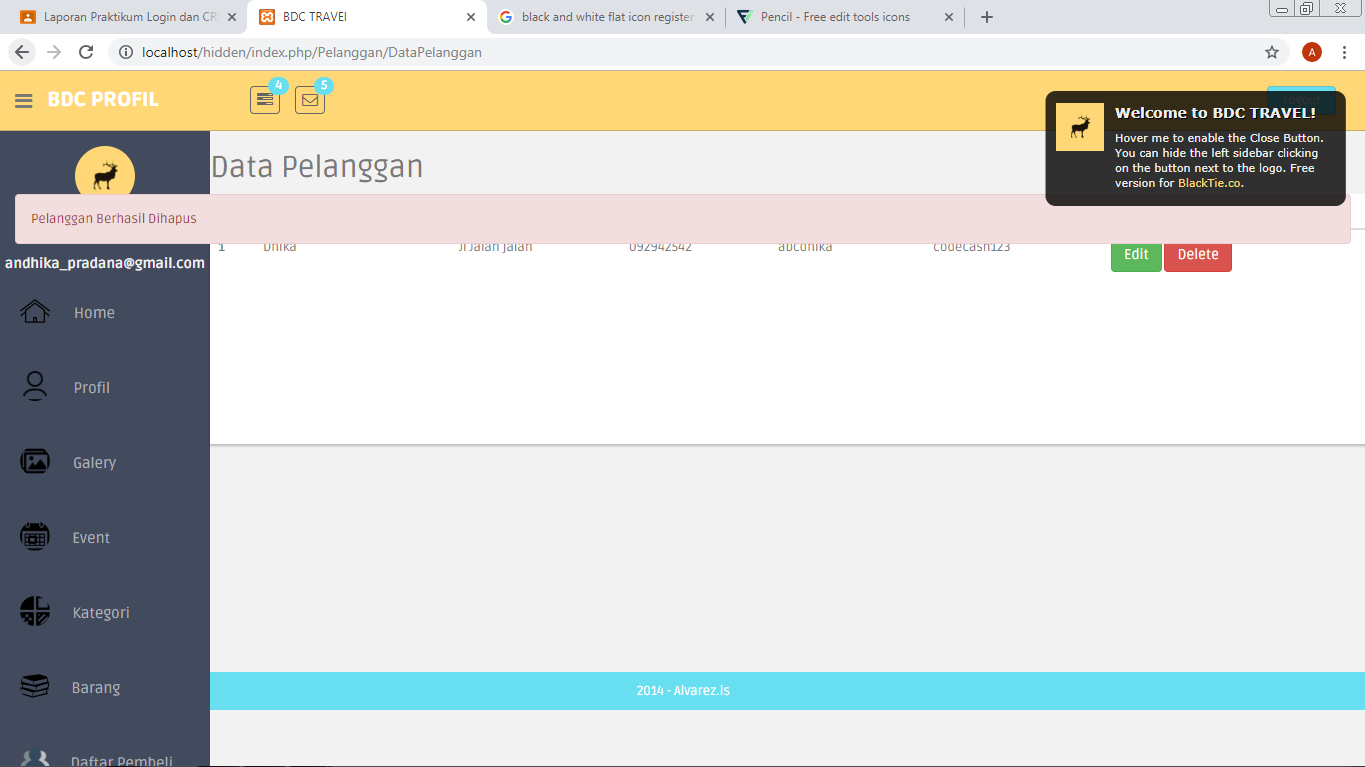 Laporan Praktikum Login dan CR
BDC TRAVEL
black and white flat icon register
Pencil - Free edit tools icons
localhost/hidden/index.php/Pelanggan/DataPelanggan
A
BDC PROFIL
4
5
Welcome to BDC TRAVEL!
Hover me to enable the Close Button.
You can hide the left sidebar clicking
on the button next to the logo. Free
version for BlackTie.co.
Data Pelanggan
Pelanggan Berhasil Dihapus
1 Dhika Jl Jalan Jalan 092942542 abcdhika codecash123
Edit Delete
andhika_pradana@gmail.com
Home
Profil
Galery
Event
Kategori
Barang
Daftar Pembeli
2014 - Alvarez.is